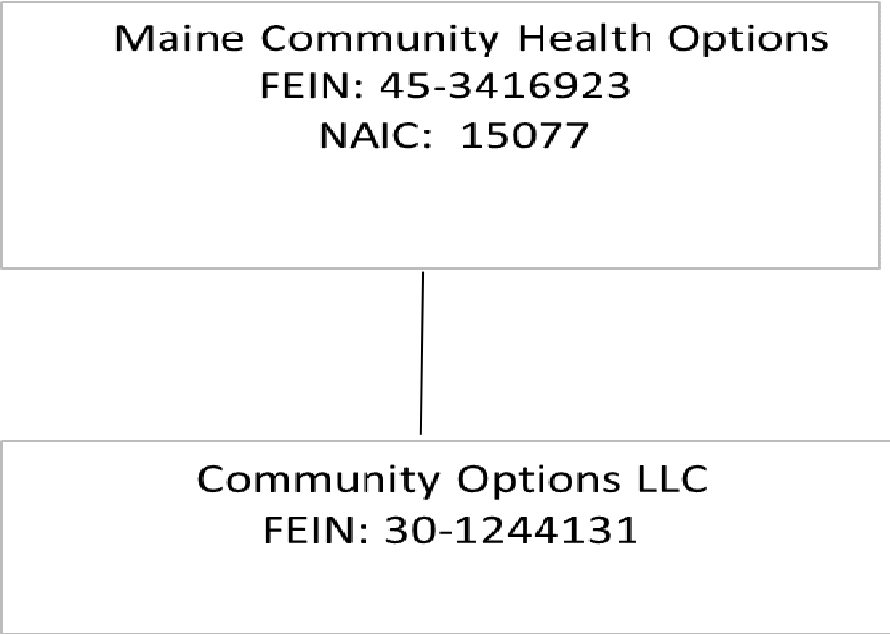 Maine Community Health Options
FEIN: 45-3416923
NAIC:  15077
Community Options LLC
FEIN: 30-1244131